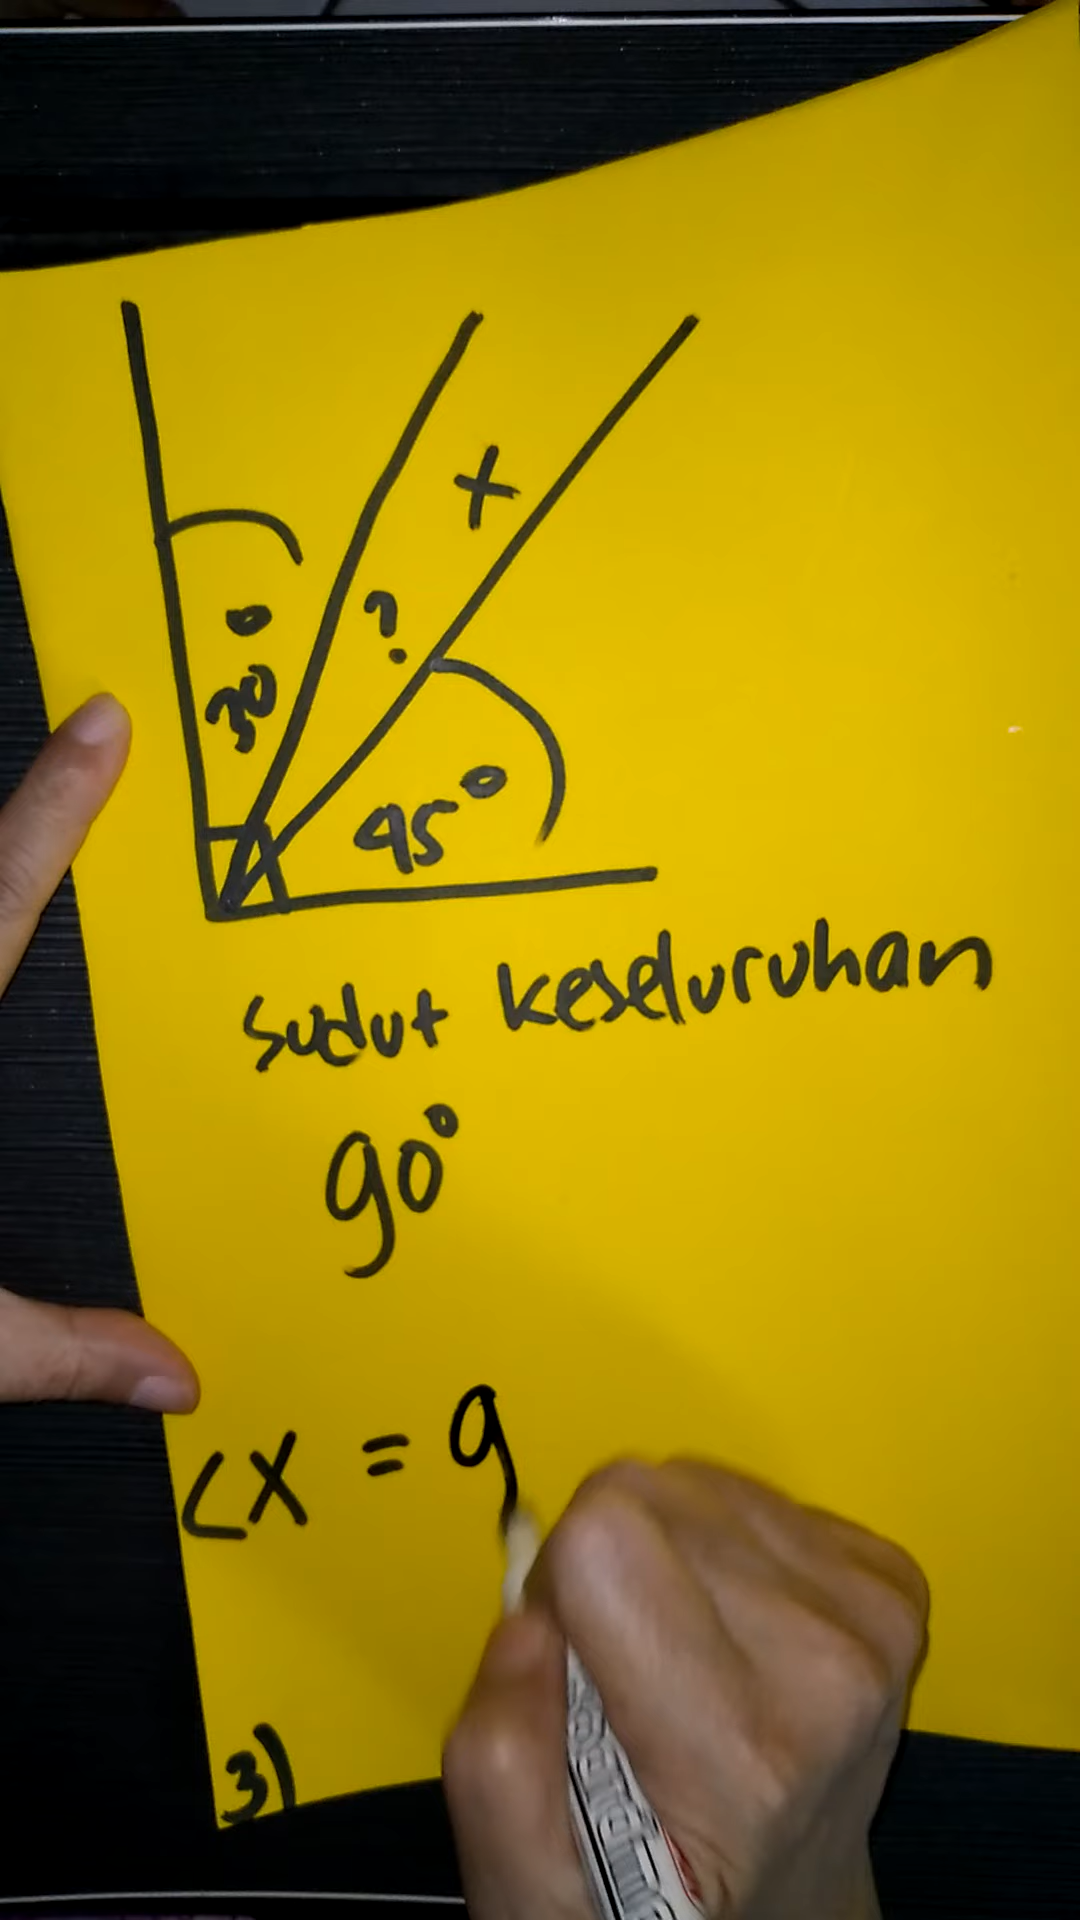 x
?
30°
45°
sudut keseluruhan
90°
<x = 9
3)